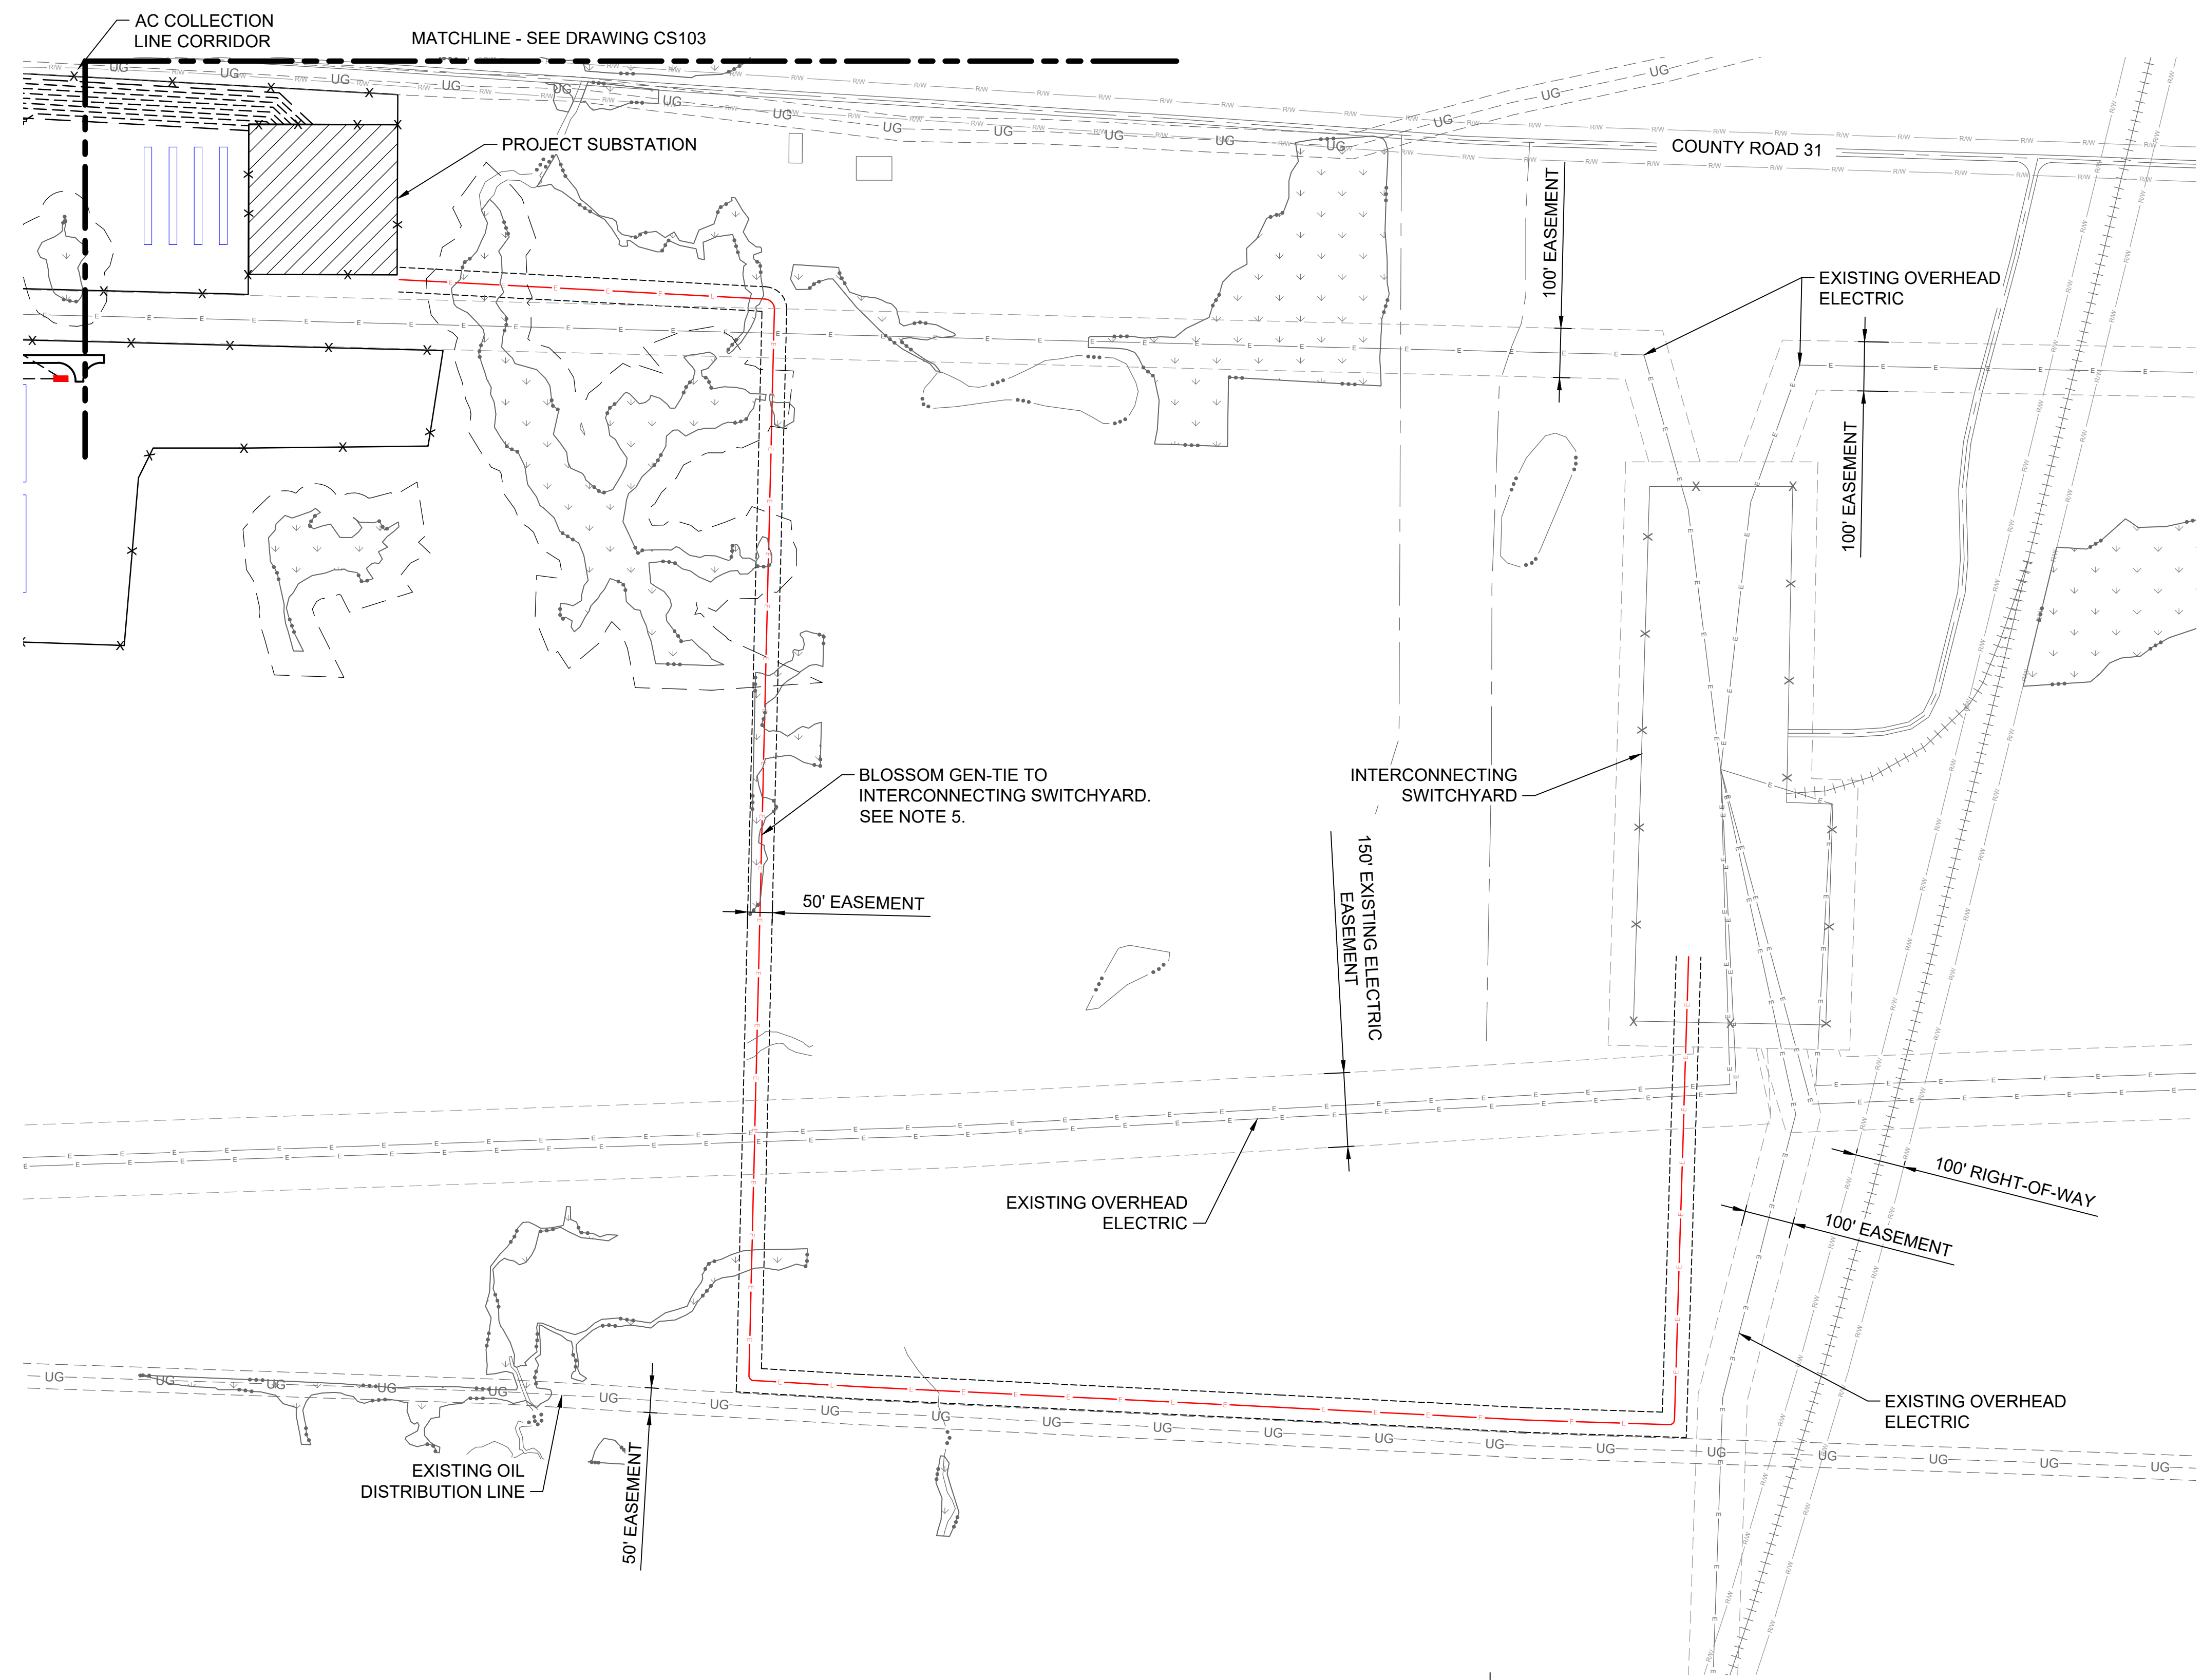 AC COLLECTION
LINE CORRIDOR
MATCHLINE - SEE DRAWING CS103
PROJECT SUBSTATION
COUNTY ROAD 31
100' EASEMENT
EXISTING OVERHEAD
ELECTRIC
100' EASEMENT
BLOSSOM GEN-TIE TO
INTERCONNECTING SWITCHYARD.
SEE NOTE 5.
INTERCONNECTING
SWITCHYARD
50' EASEMENT
150' EXISTING ELECTRIC
EASEMENT
EXISTING OVERHEAD
ELECTRIC
100' RIGHT-OF-WAY
100' EASEMENT
EXISTING OVERHEAD
ELECTRIC
EXISTING OIL
DISTRIBUTION LINE
50' EASEMENT
UG
R/W
E